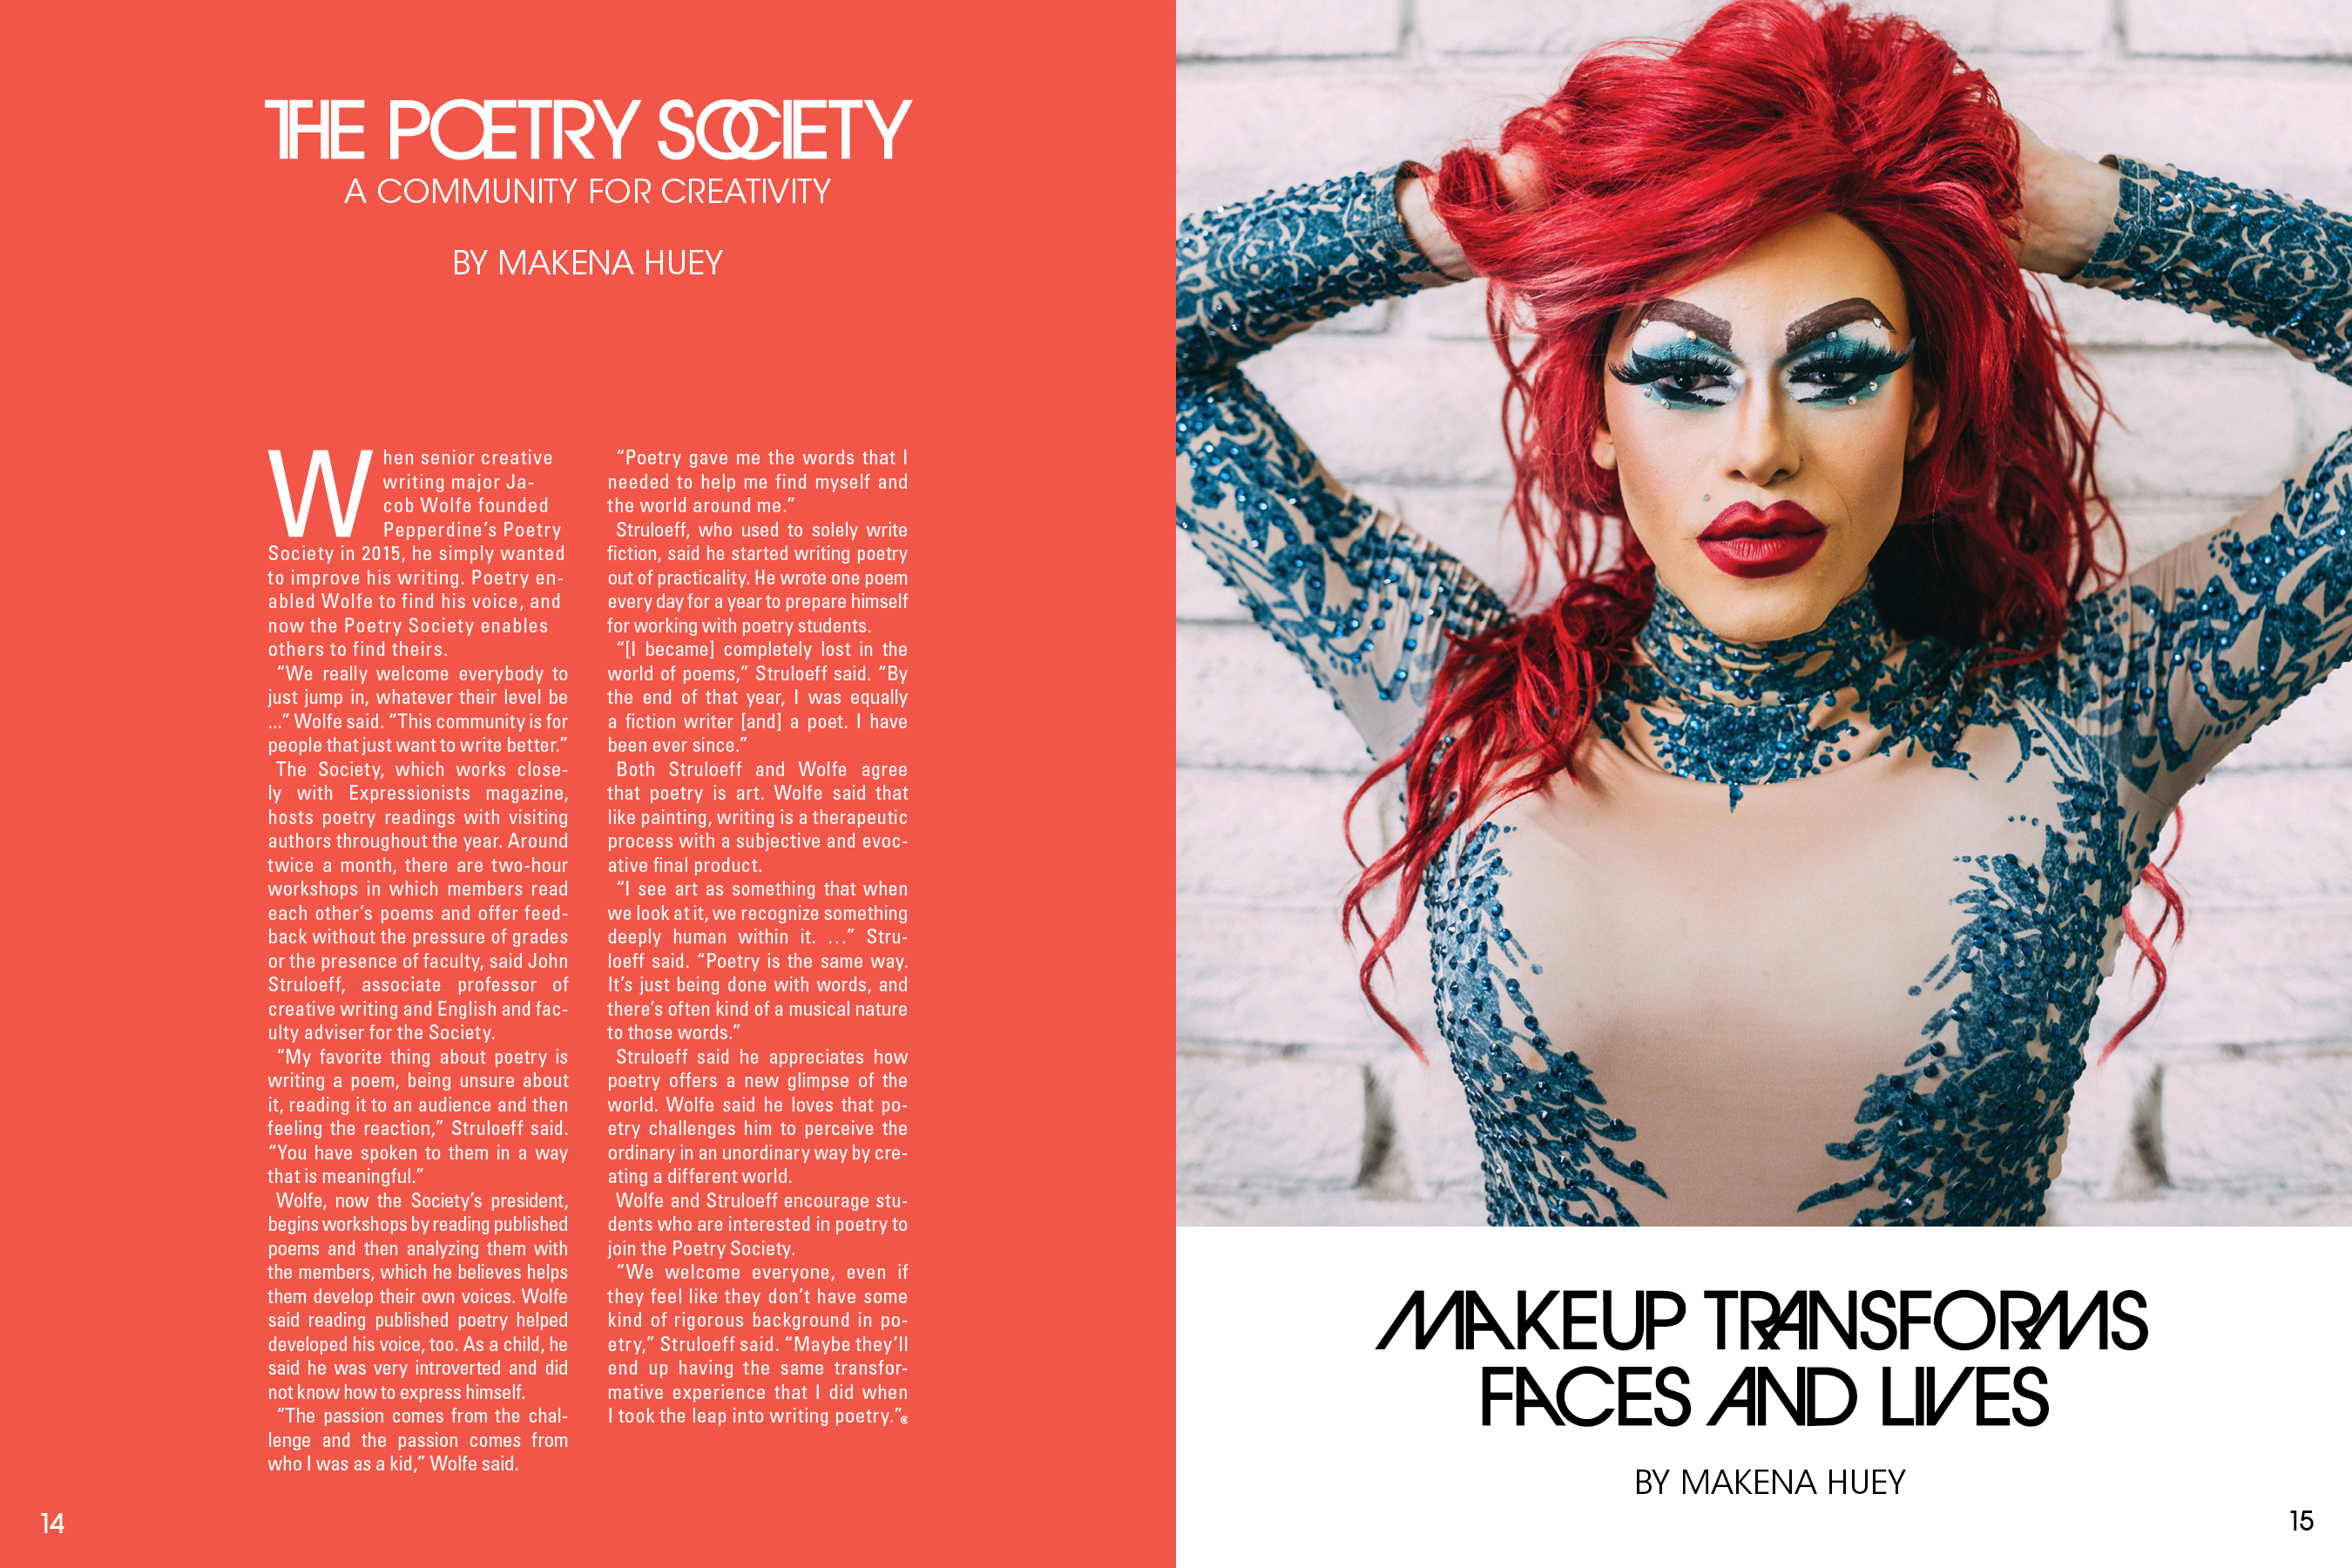 THE POETRY SOCIETY
A COMMUNITY FOR CREATIVITY
BY MAKENA HUEY
When senior creative
writing major Ja-
cob Wolfe founded
Pepperdine's Poetry
Society in 2015, he simply wanted
to improve his writing. Poetry en-
abled Wolfe to find his voice, and
now the Poetry Society enables
others to find theirs.
“We really welcome everybody to
just jump in, whatever their level be
...” Wolfe said. “This community is for
people that just want to write better.”
The Society, which works close-
ly with Expressionists magazine,
hosts poetry readings with visiting
authors throughout the year. Around
twice a month, there are two-hour
workshops in which members read
each other’s poems and offer feed-
back without the pressure of grades
or the presence of faculty, said John
Struloeff, associate professor of
creative writing and English and fac-
ulty adviser for the Society.
“My favorite thing about poetry is
writing a poem, being unsure about
it, reading it to an audience and then
feeling the reaction,” Struloeff said.
“You have spoken to them in a way
that is meaningful.”
Wolfe, now the Society’s president,
begins workshops by reading published
poems and then analyzing them with
the members, which he believes helps
them develop their own voices. Wolfe
said reading published poetry helped
developed his voice, too. As a child, he
said he was very introverted and did
not know how to express himself.
“The passion comes from the chal-
lenge and the passion comes from
who I was as a kid,” Wolfe said.
“Poetry gave me the words that I
needed to help me find myself and
the world around me.”
Struloeff, who used to solely write
fiction, said he started writing poetry
out of practicality. He wrote one poem
every day for a year to prepare himself
for working with poetry students.
“[I became] completely lost in the
world of poems,” Struloeff said. “By
the end of that year, I was equally
a fiction writer [and] a poet. I have
been ever since.”
Both Struloeff and Wolfe agree
that poetry is art. Wolfe said that
like painting, writing is a therapeutic
process with a subjective and evoc-
ative final product.
“I see art as something that when
we look at it, we recognize something
deeply human within it. …” Stru-
loeff said. “Poetry is the same way.
It’s just being done with words, and
there’s often kind of a musical nature
to those words.”
Struloeff said he appreciates how
poetry offers a new glimpse of the
world. Wolfe said he loves that po-
etry challenges him to perceive the
ordinary in an unordinary way by cre-
ating a different world.
Wolfe and Struloeff encourage stu-
dents who are interested in poetry to
join the Poetry Society.
“We welcome everyone, even if
they feel like they don’t have some
kind of rigorous background in po-
etry,” Struloeff said. “Maybe they’ll
end up having the same transfor-
mative experience that I did when
I took the leap into writing poetry.”
14
MAKEUP TRANSFORMS
FACES AND LIVES
BY MAKENA HUEY
15